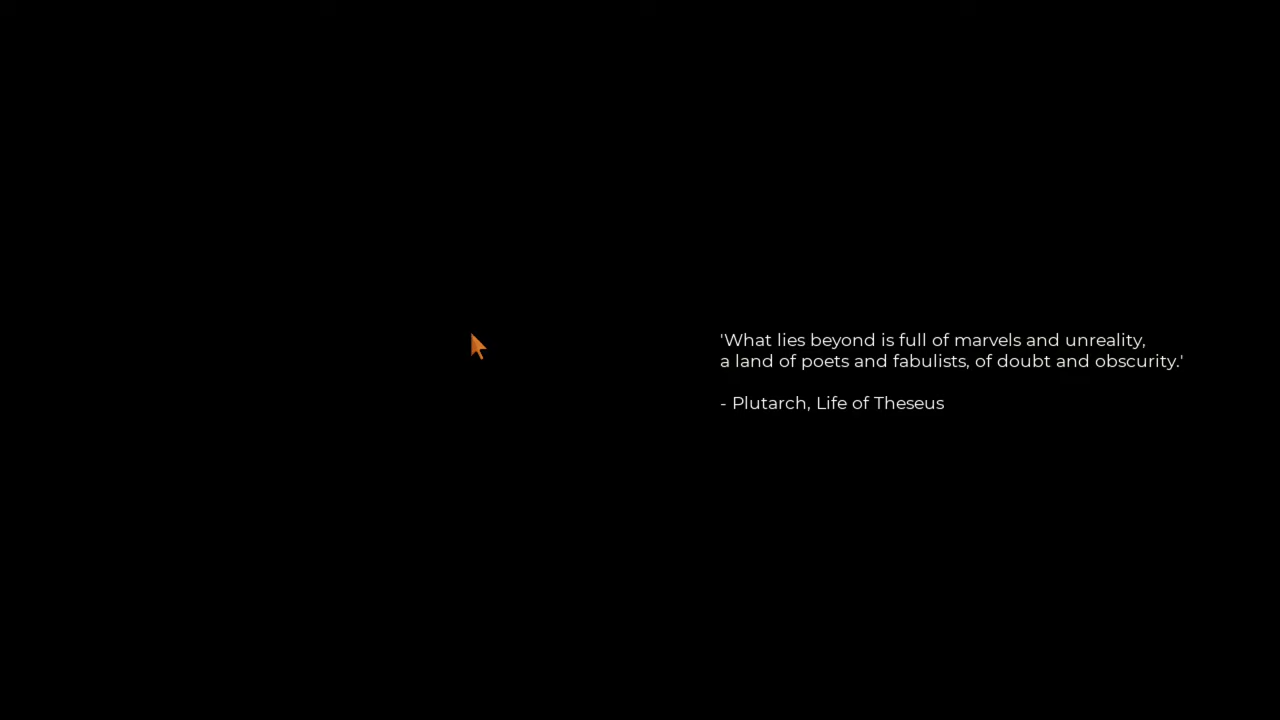 'What lies beyond is full of marvels and unreality,
a land of poets and fabulists, of doubt and obscurity.'
- Plutarch, Life of Theseus